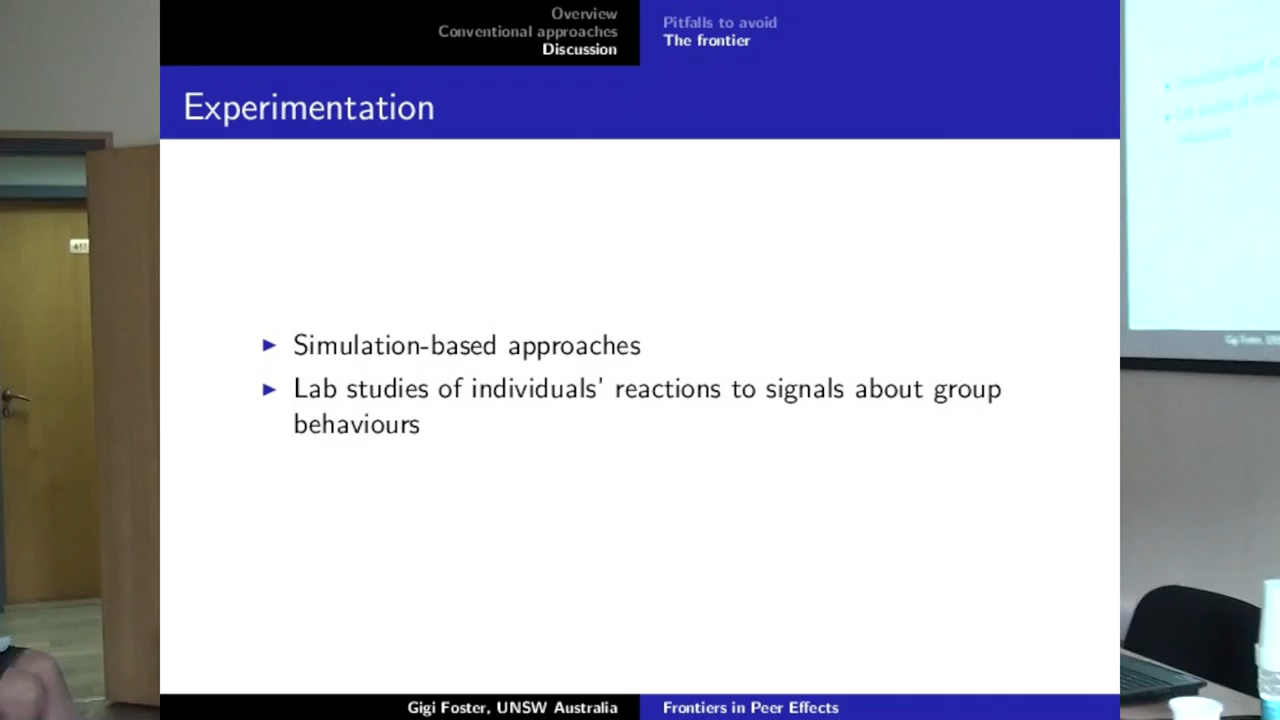 Overview
Conventional approaches
Discussion
Pitfalls to avoid
The frontier
Experimentation
Simulation-based approaches
Lab studies of individuals' reactions to signals about group
behaviours
Gigi Foster, UNSW Australia
Frontiers in Peer Effects